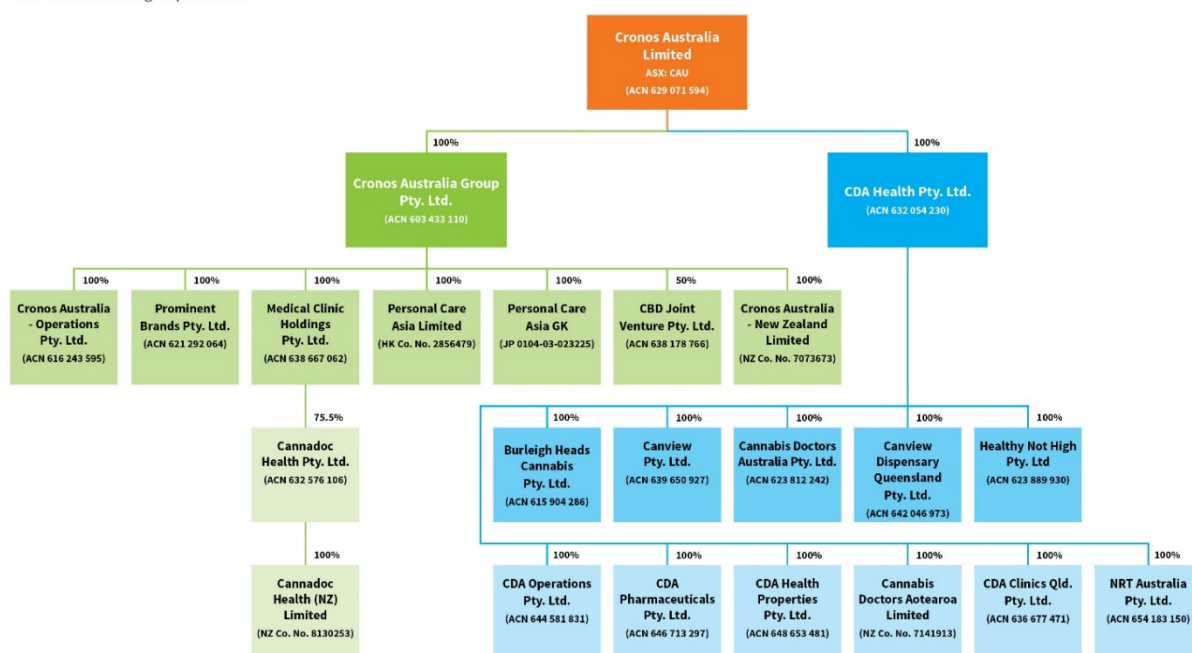 Cronos Australia
Limited
ASX: CAU
(ACN 629 071 594)
100%
100%
Cronos Australia Group
Pty. Ltd.
(ACN 603 433 110)
CDA Health Pty. Ltd.
(ACN 632 054 230)
100%
100%
100%
100%
100%
50%
100%
Cronos Australia
- Operations
Pty. Ltd.
(ACN 616 243 595)
Prominent
Brands Pty. Ltd.
(ACN 621 292 064)
Medical Clinic
Holdings
Pty. Ltd.
(ACN 638 667 062)
Personal Care
Asia Limited
(HK Co. No. 2856479)
Personal Care
Asia GK
(JP 0104-03-023225)
CBD Joint
Venture Pty. Ltd.
(ACN 638 178 766)
Cronos Australia
- New Zealand
Limited
(NZ Co. No. 7073673)
75.5%
100%
100%
100%
100%
100%
Cannadoc
Health Pty. Ltd.
(ACN 632 576 106)
Burleigh Heads
Cannabis
Pty. Ltd.
(ACN 615 904 286)
Canview
Pty. Ltd.
(ACN 639 650 927)
Cannabis Doctors
Australia Pty. Ltd.
(ACN 623 812 242)
Canview
Dispensary
Queensland
Pty. Ltd.
(ACN 642 046 973)
Healthy Not High
Pty. Ltd
(ACN 623 889 930)
100%
100%
100%
100%
100%
100%
100%
Cannadoc
Health (NZ)
Limited
(NZ Co. No. 8130253)
CDA Operations
Pty. Ltd.
(ACN 644 581 831)
CDA
Pharmaceuticals
Pty. Ltd.
(ACN 646 713 297)
CDA Health
Properties
Pty. Ltd.
(ACN 648 653 481)
Cannabis
Doctors Aotearoa
Limited
(NZ Co. No. 7141913)
CDA Clinics Qld.
Pty. Ltd.
(ACN 636 677 471)
NRT Australia
Pty. Ltd.
(ACN 654 183 150)